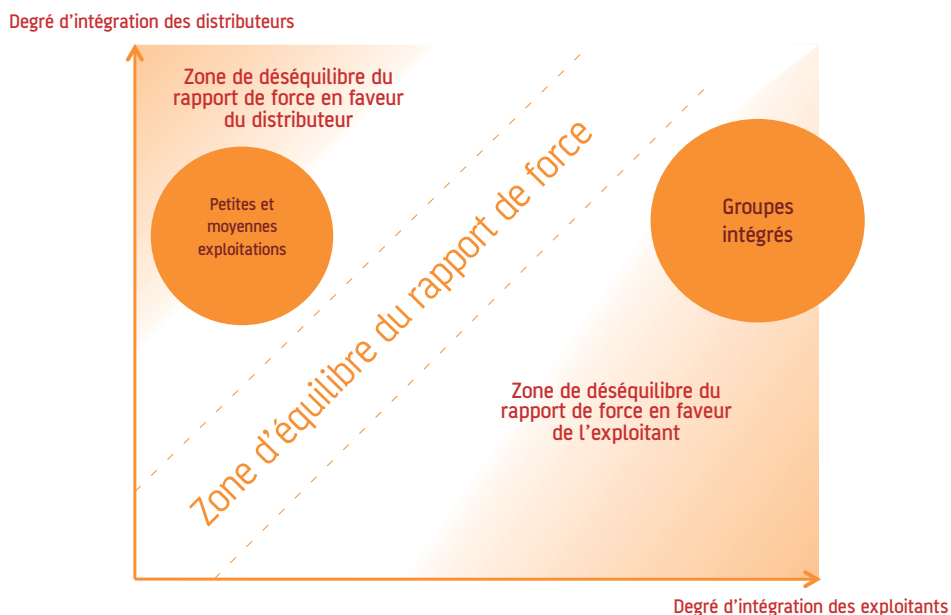 Degré d'intégration des distributeurs
Zone de déséquilibre du
rapport de force en faveur
du distributeur
Petites et
moyennes
exploitations
Zone d'équilibre du rapport de force
Groupes
intégrés
Zone de déséquilibre du
rapport de force en faveur
de l'exploitant
Degré d'intégration des exploitants